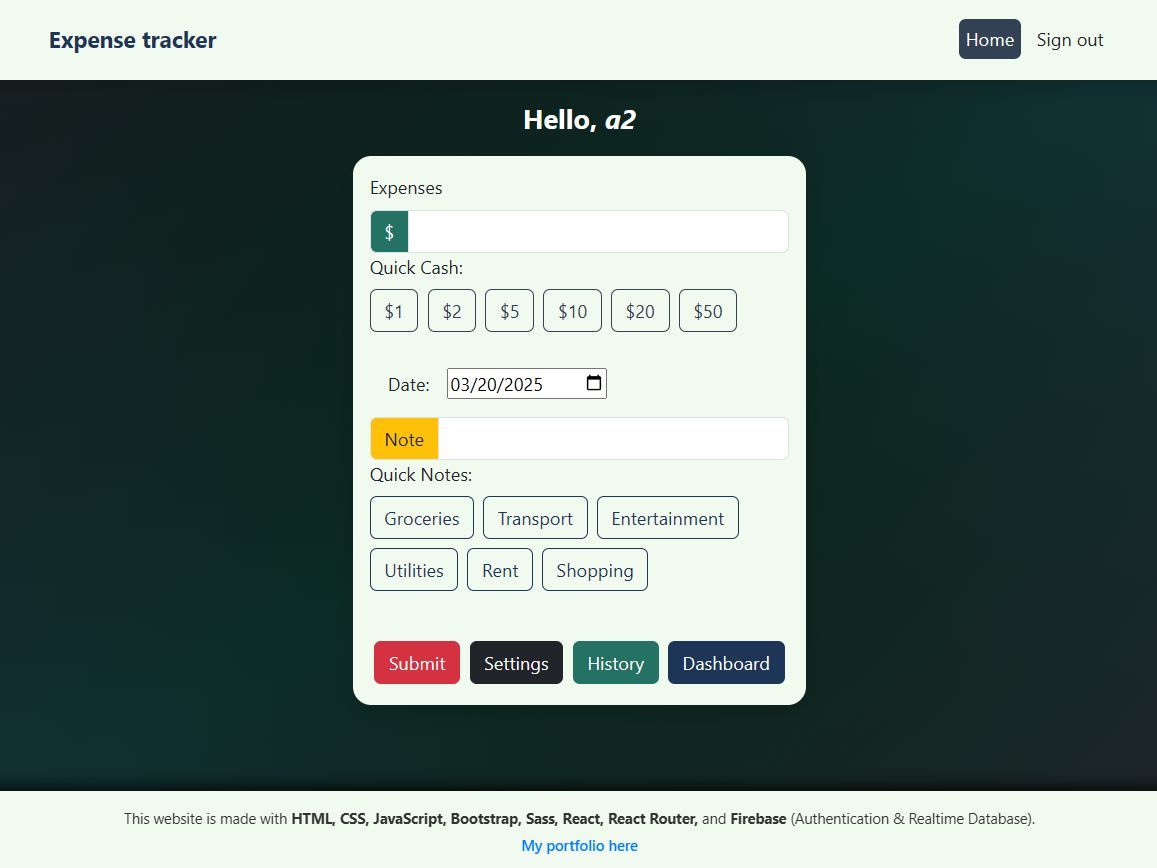 Expense tracker
Home Sign out
Hello, a2
Expenses
$
Quick Cash:
$1 $2 $5 $10 $20 $50
Date: 03/20/2025
Note
Quick Notes:
Groceries Transport Entertainment
Utilities Rent Shopping
Submit Settings History Dashboard
This website is made with HTML, CSS, JavaScript, Bootstrap, Sass, React, React Router, and Firebase (Authentication & Realtime Database).
My portfolio here